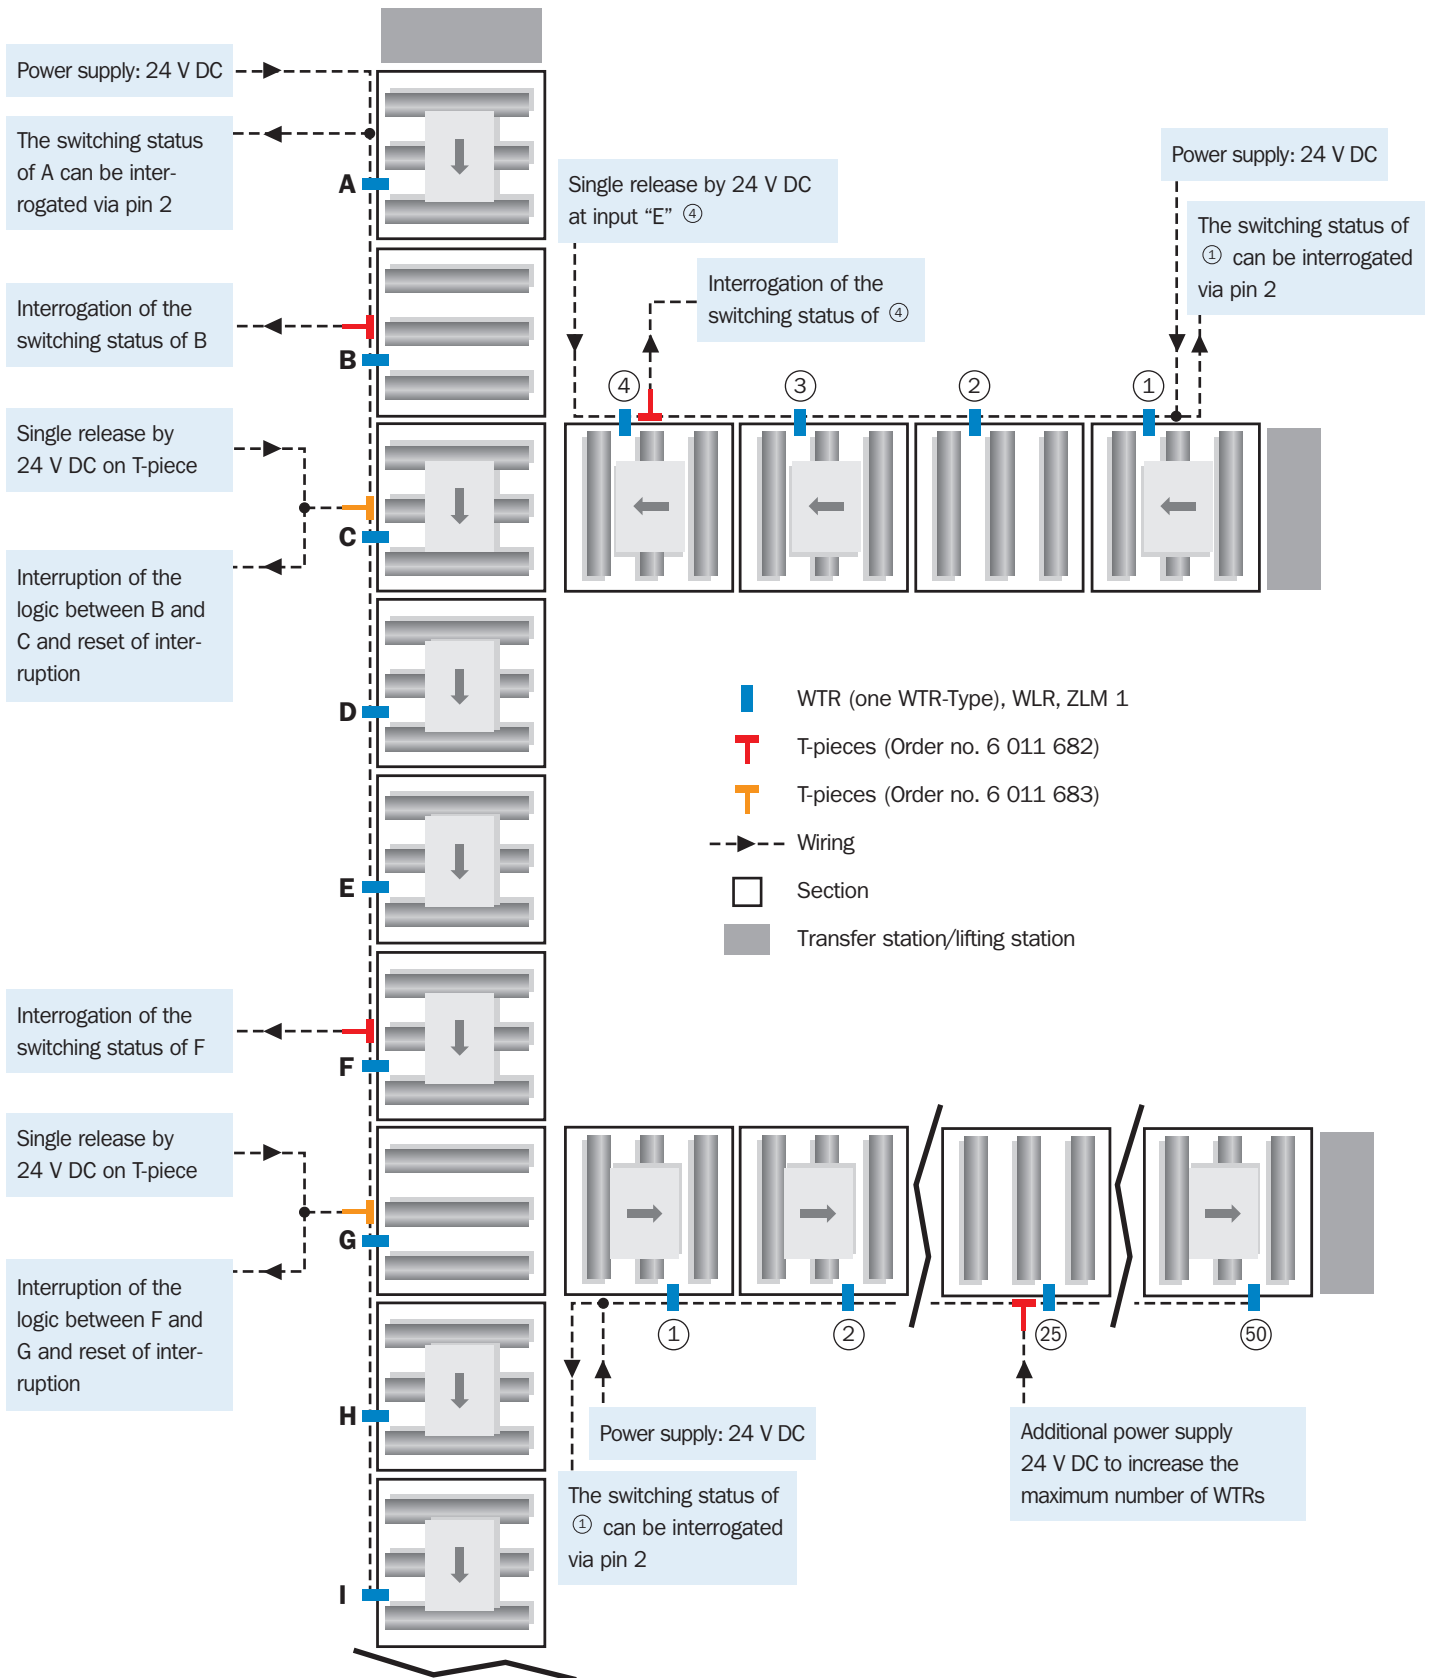 Power supply: 24 V DC
The switching status
of A can be inter-
rogated via pin 2
A
Interrogation of the
switching status of B
B
Single release by
24 V DC on T-piece
C
Interruption of the
logic between B and
C and reset of inter-
ruption
D
E
Interrogation of the
switching status of F
F
Single release by
24 V DC on T-piece
G
Interruption of the
logic between F and
G and reset of inter-
ruption
H
I
Single release by 24 V DC
at input “E” ④
Interrogation of the
switching status of ④
Power supply: 24 V DC
The switching status of
① can be interrogated
via pin 2
④ ③ ② ①
WTR (one WTR-Type), WLR, ZLM 1
T-pieces (Order no. 6 011 682)
T-pieces (Order no. 6 011 683)
Wiring
Section
Transfer station/lifting station
① ② ㉕ ㊿
Power supply: 24 V DC
The switching status of
① can be interrogated
via pin 2
Additional power supply
24 V DC to increase the
maximum number of WTRs